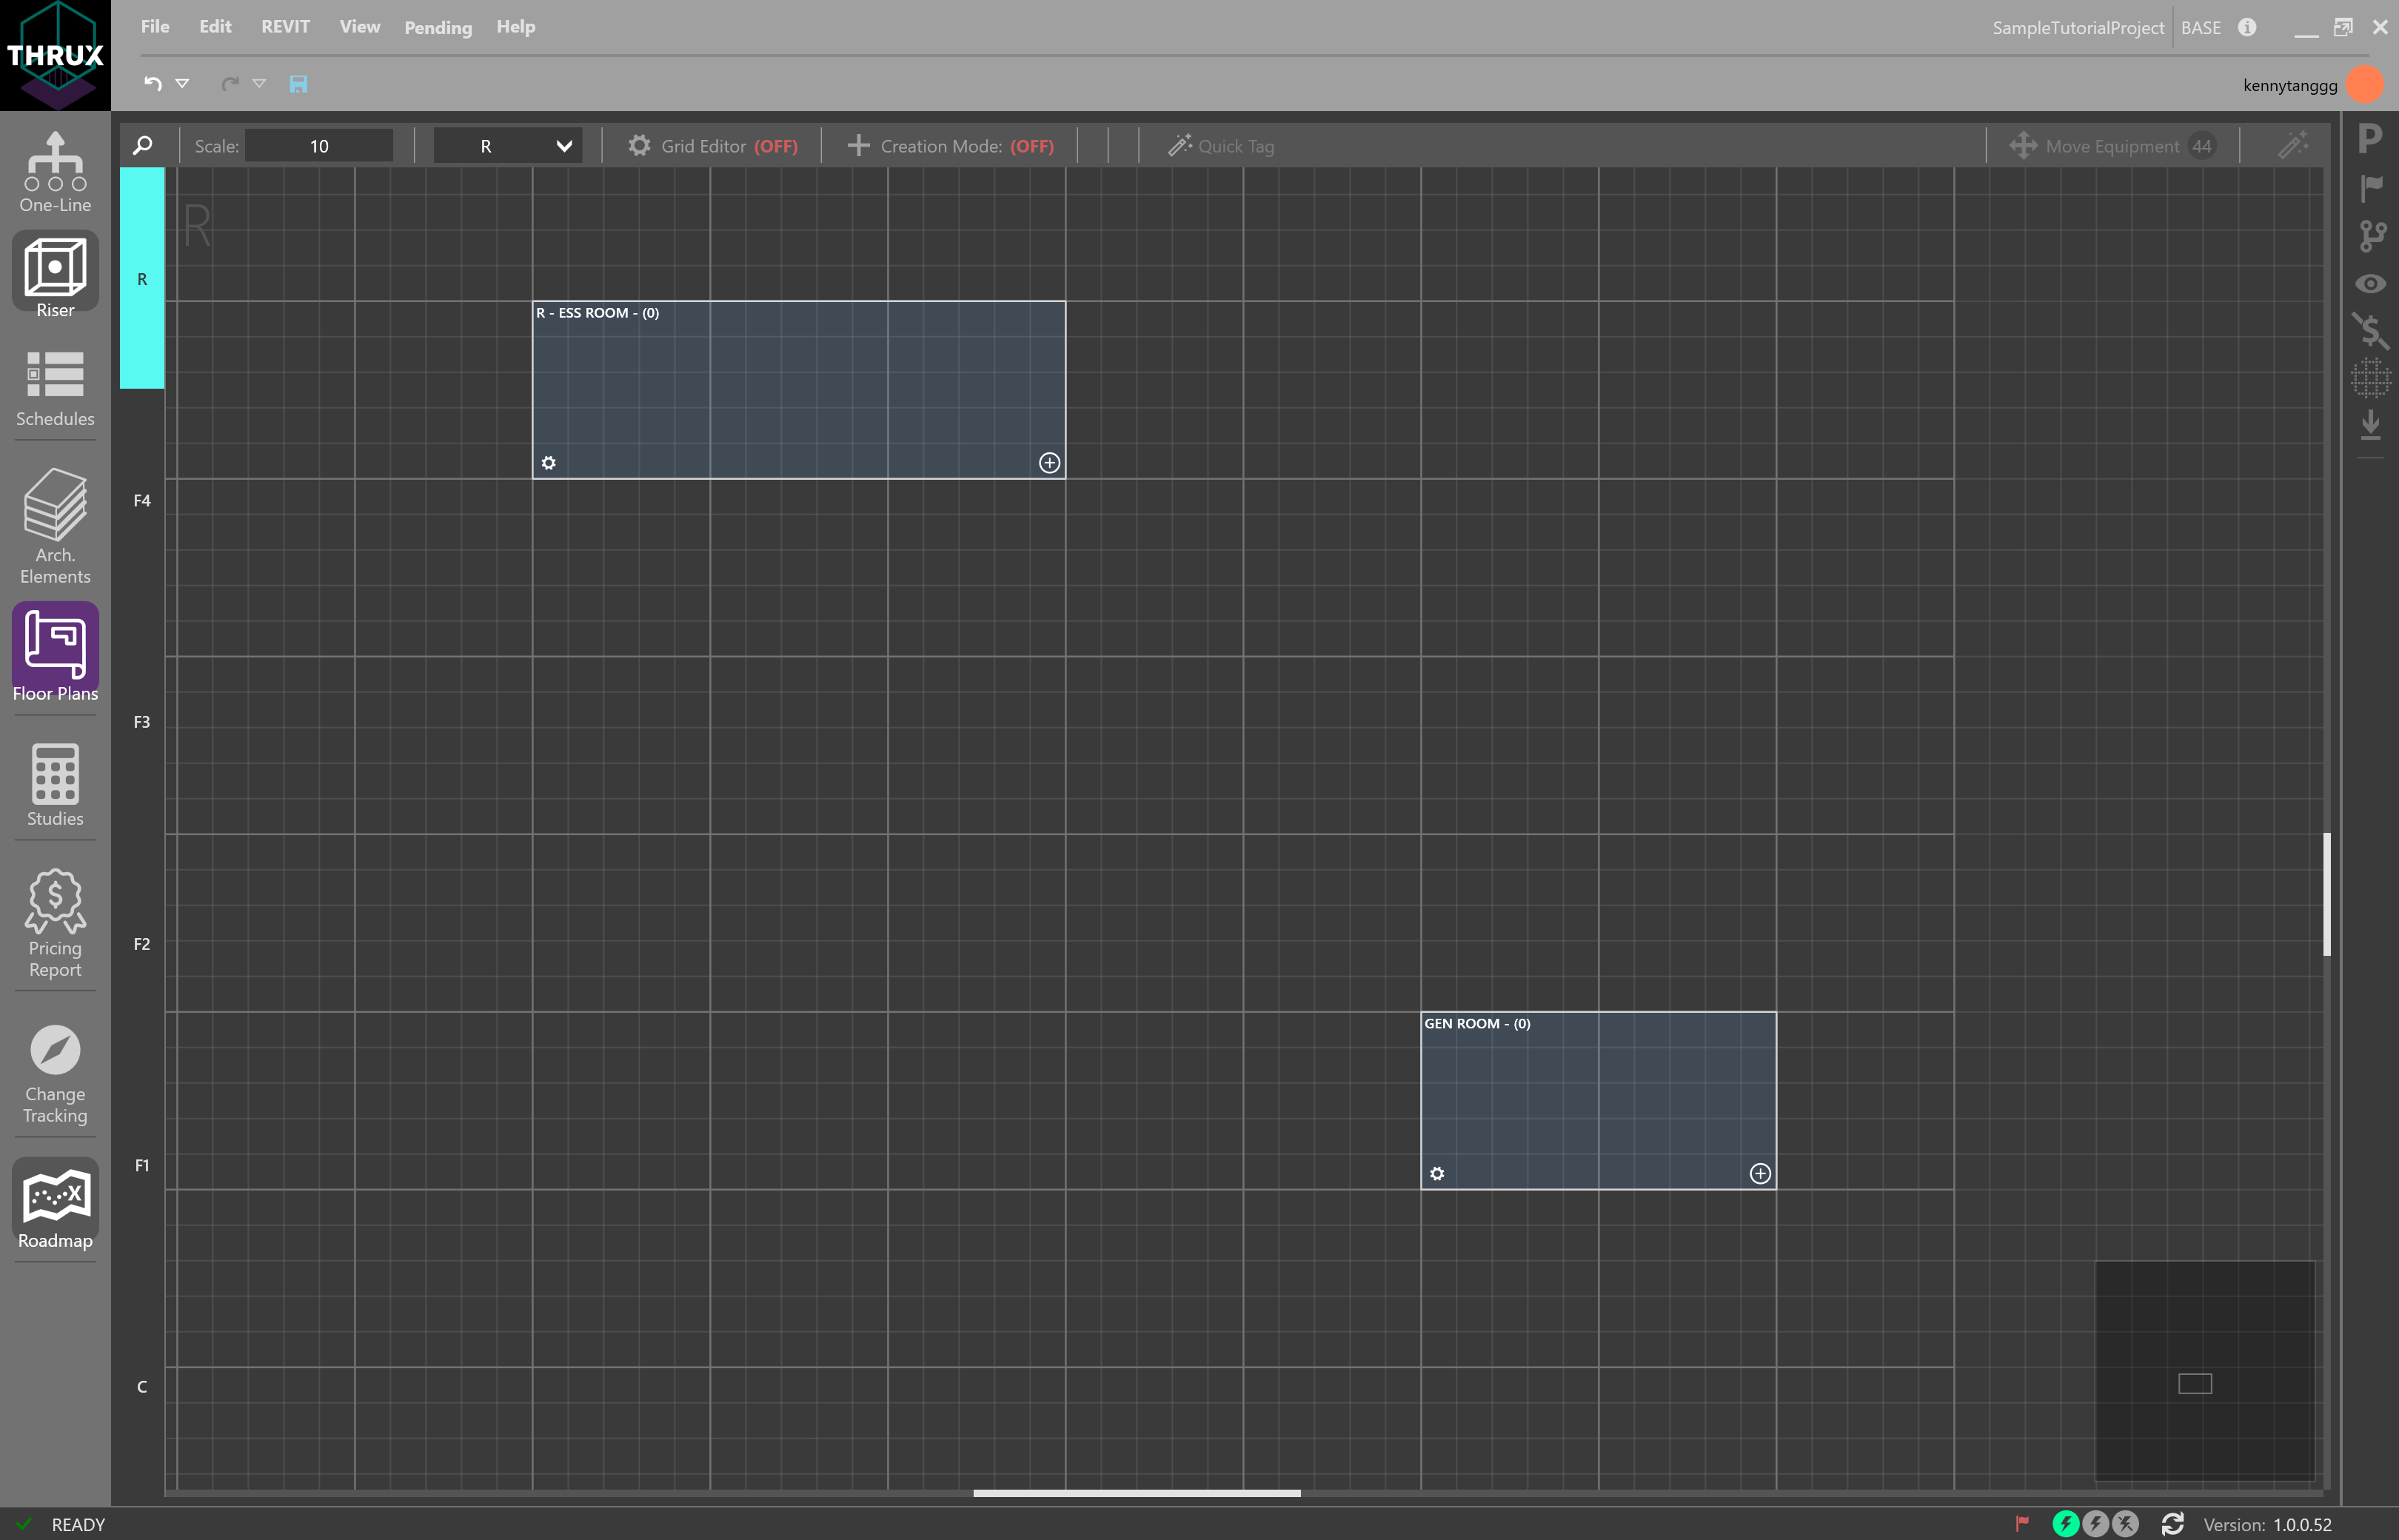 THRUX
File Edit REVIT View Pending Help
SampleTutorialProject BASE
kennytanggg
Scale: 10 R Grid Editor (OFF) Creation Mode: (OFF) Quick Tag Move Equipment 44
P
One-Line
Riser
Schedules
Arch.
Elements
Floor Plans
Studies
Pricing
Report
Change
Tracking
Roadmap
R
F4
F3
F2
F1
C
R
R - ESS ROOM - (0)
GEN ROOM - (0)
READY
Version: 1.0.0.52